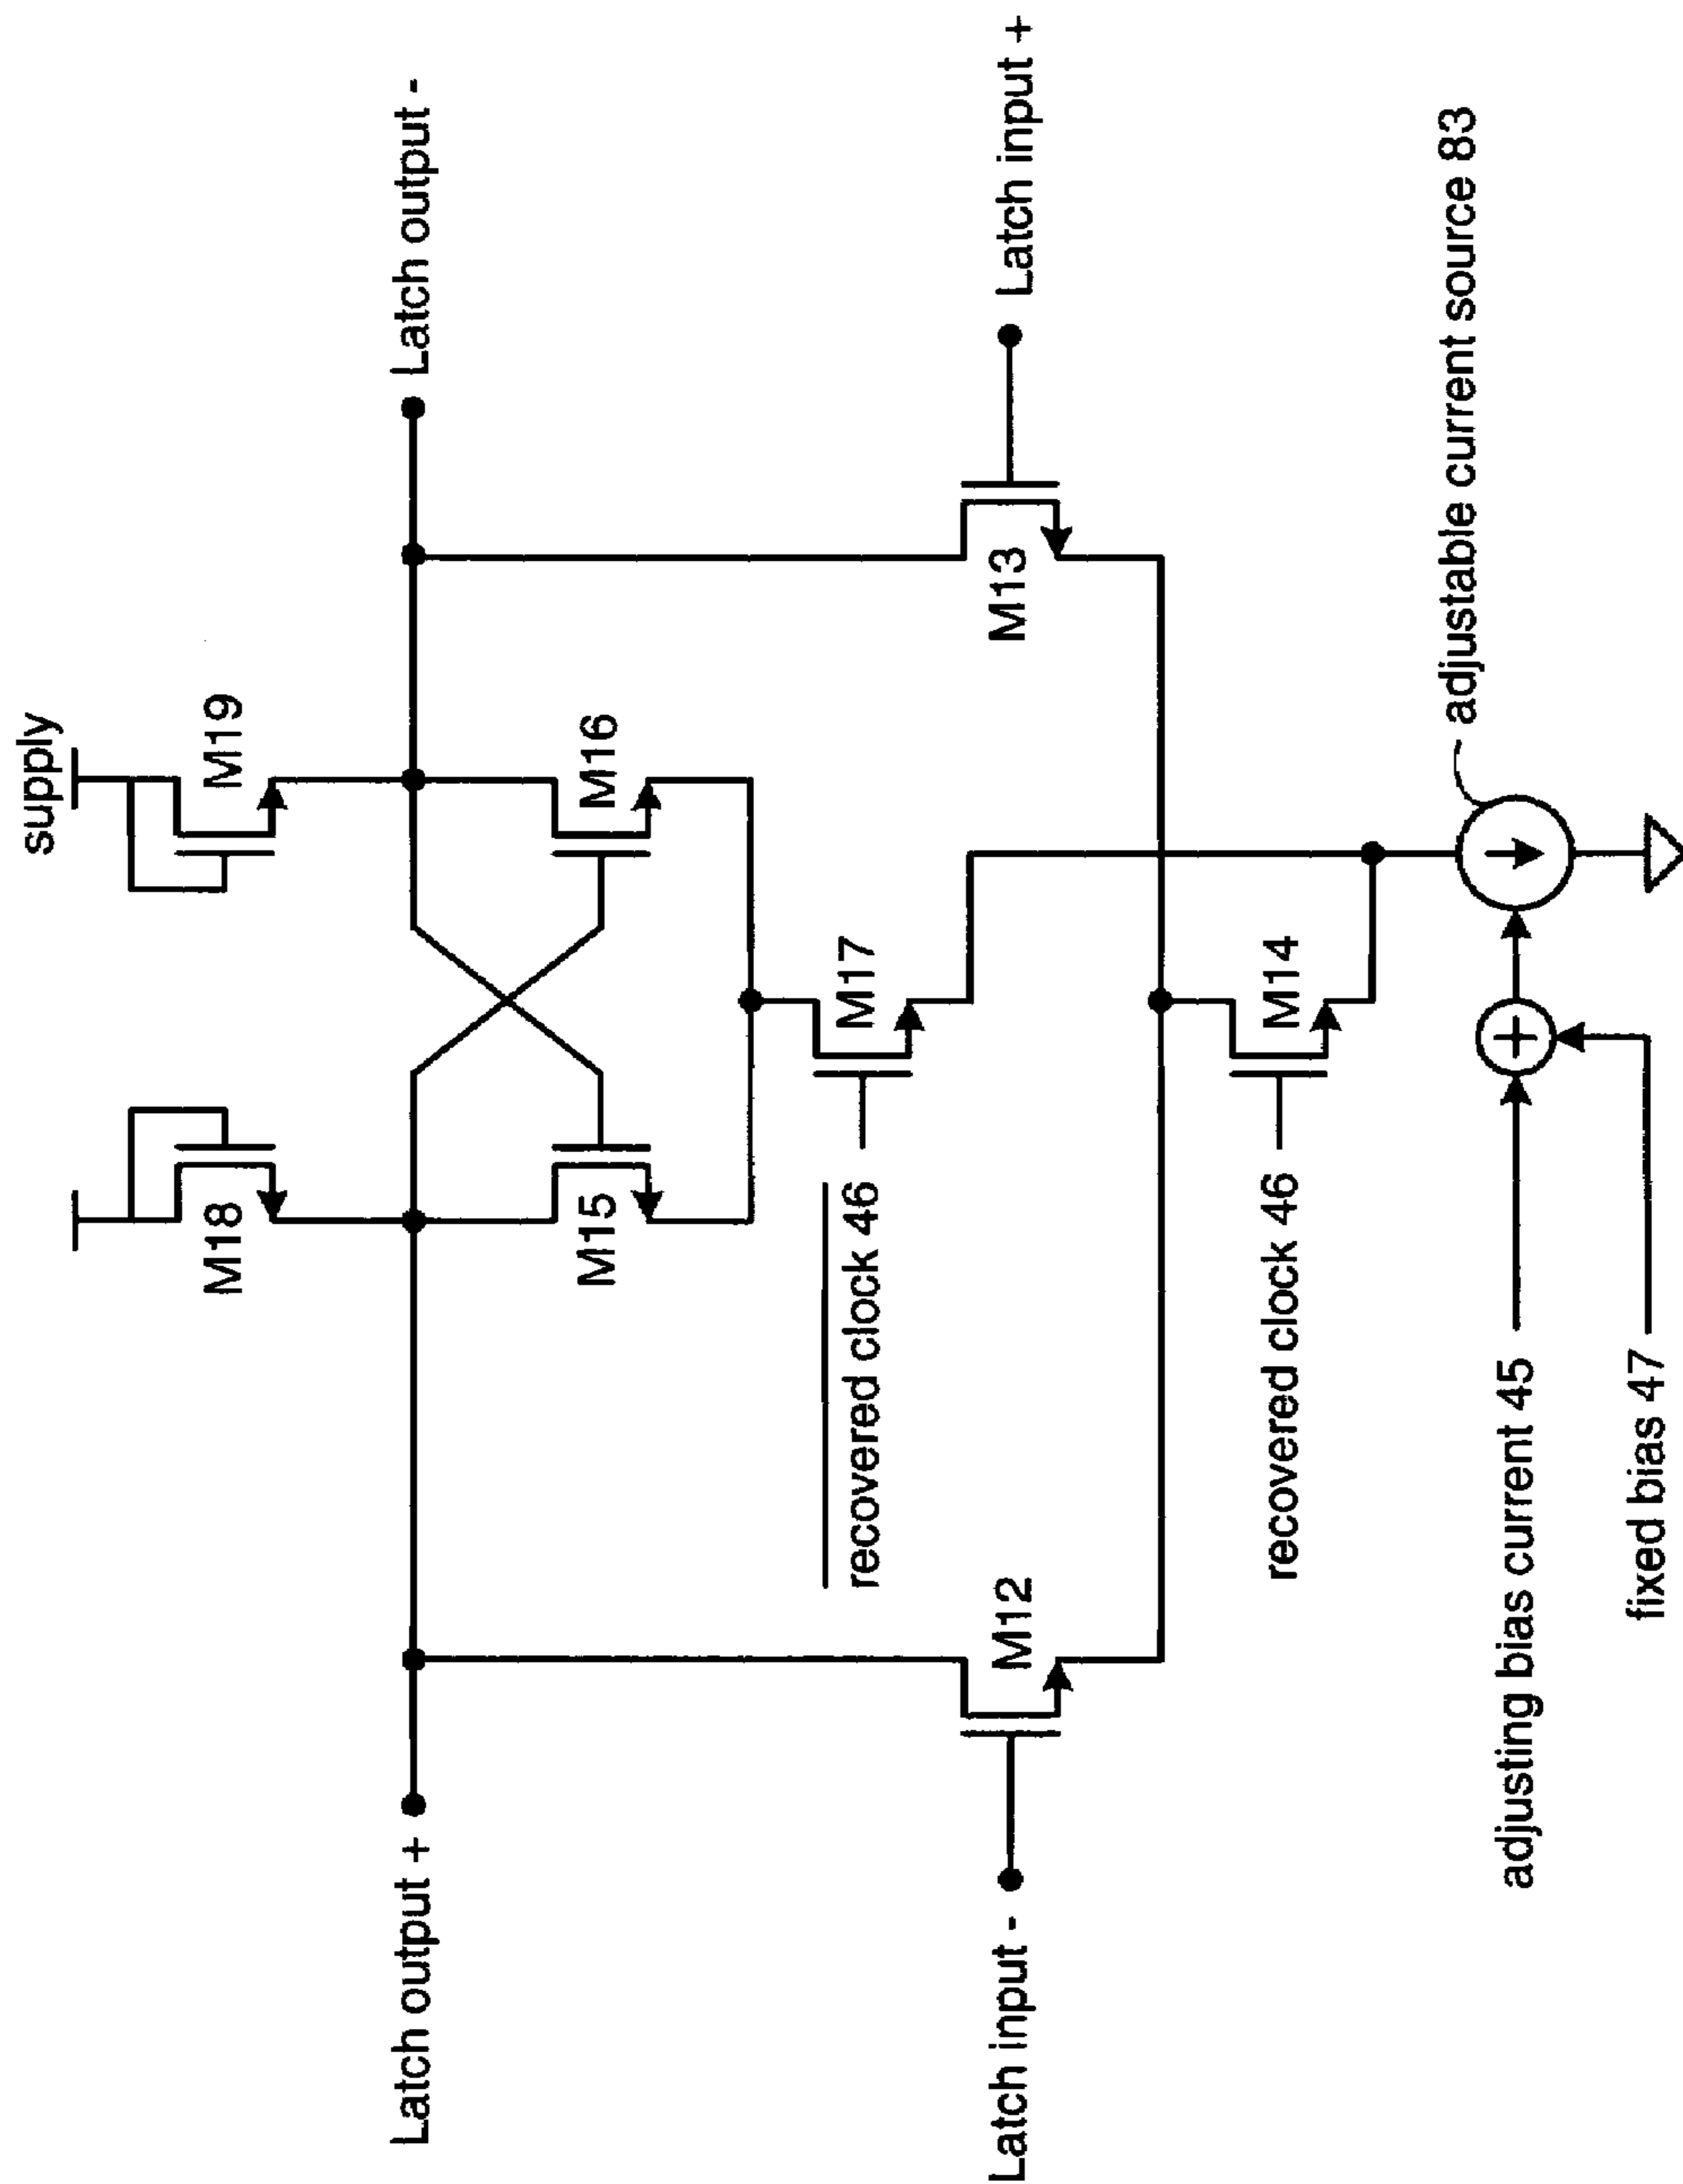 supply
M18
M19
Latch output +
Latch output -
M15
M16
recovered clock 46
M17
Latch input -
M12
M13
Latch input +
recovered clock 46
M14
+
adjustable current source 83
adjusting bias current 45
fixed bias 47